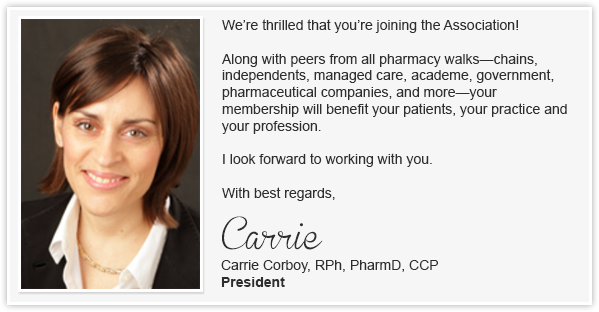 We’re thrilled that you’re joining the Association!
Along with peers from all pharmacy walks—chains,
independents, managed care, academe, government,
pharmaceutical companies, and more—your
membership will benefit your patients, your practice and
your profession.
I look forward to working with you.
With best regards,
Carrie
Carrie Corboy, RPh, PharmD, CCP
President